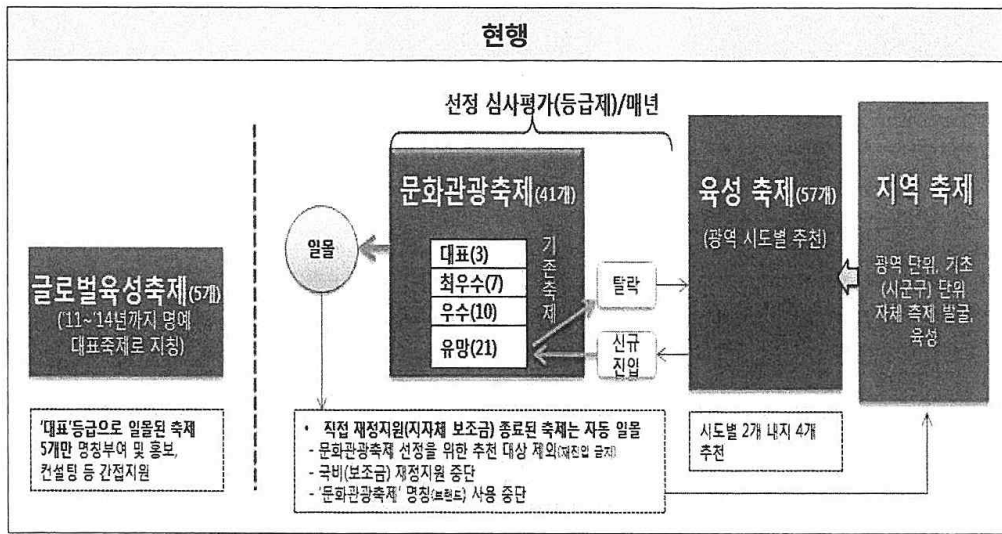 현행
선정 심사평가(등급제)/매년
글로벌육성축제(5개)
('11~'14년까지 명예
대표축제로 지칭)
'대표'등급으로 일몰된 축제
5개만 명칭부여 및 홍보,
컨설팅 등 간접지원
일몰
문화관광축제(41개)
대표(3)
최우수(7)
우수(10)
유망(21)
기존축제
탈락
신규
진입
육성 축제(57개)
(광역 시도별 추천)
지역 축제
광역 단위, 기초
(시군구) 단위
자체 축제 발굴,
육성
• 직접 재정지원(지자체 보조금) 종료된 축제는 자동 일몰
- 문화관광축제 선정을 위한 추천 대상 제외(재진입 금지)
- 국비(보조금) 재정지원 중단
- '문화관광축제' 명칭(브랜드) 사용 중단
시도별 2개 내지 4개
추천